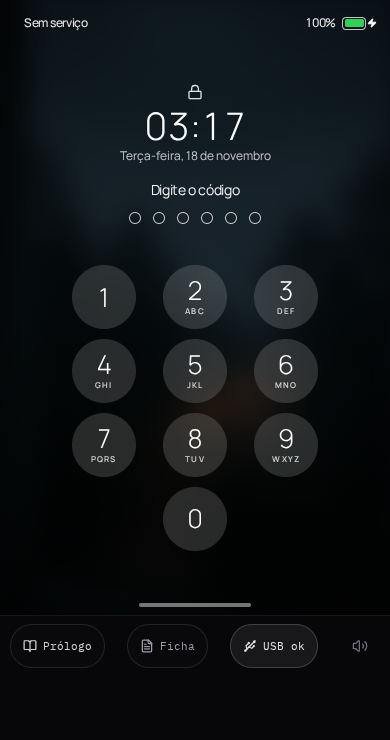 Sem serviço 100%
03:17
Terça-feira, 18 de novembro
Digite o código
1 2 3
ABC DEF
4 5 6
GHI JKL MNO
7 8 9
PQRS TUV WXYZ
0
Prólogo Ficha USB ok